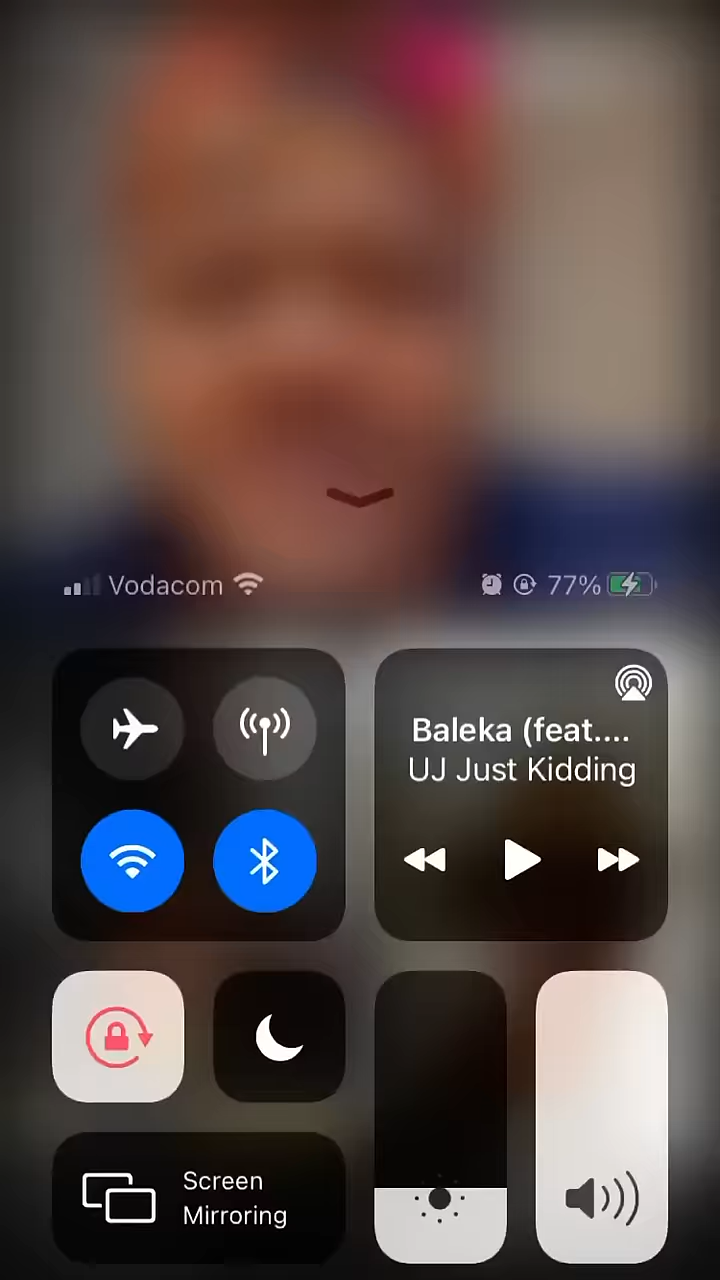 Vodacom 77%
Baleka (feat....
UJ Just Kidding
Screen
Mirroring